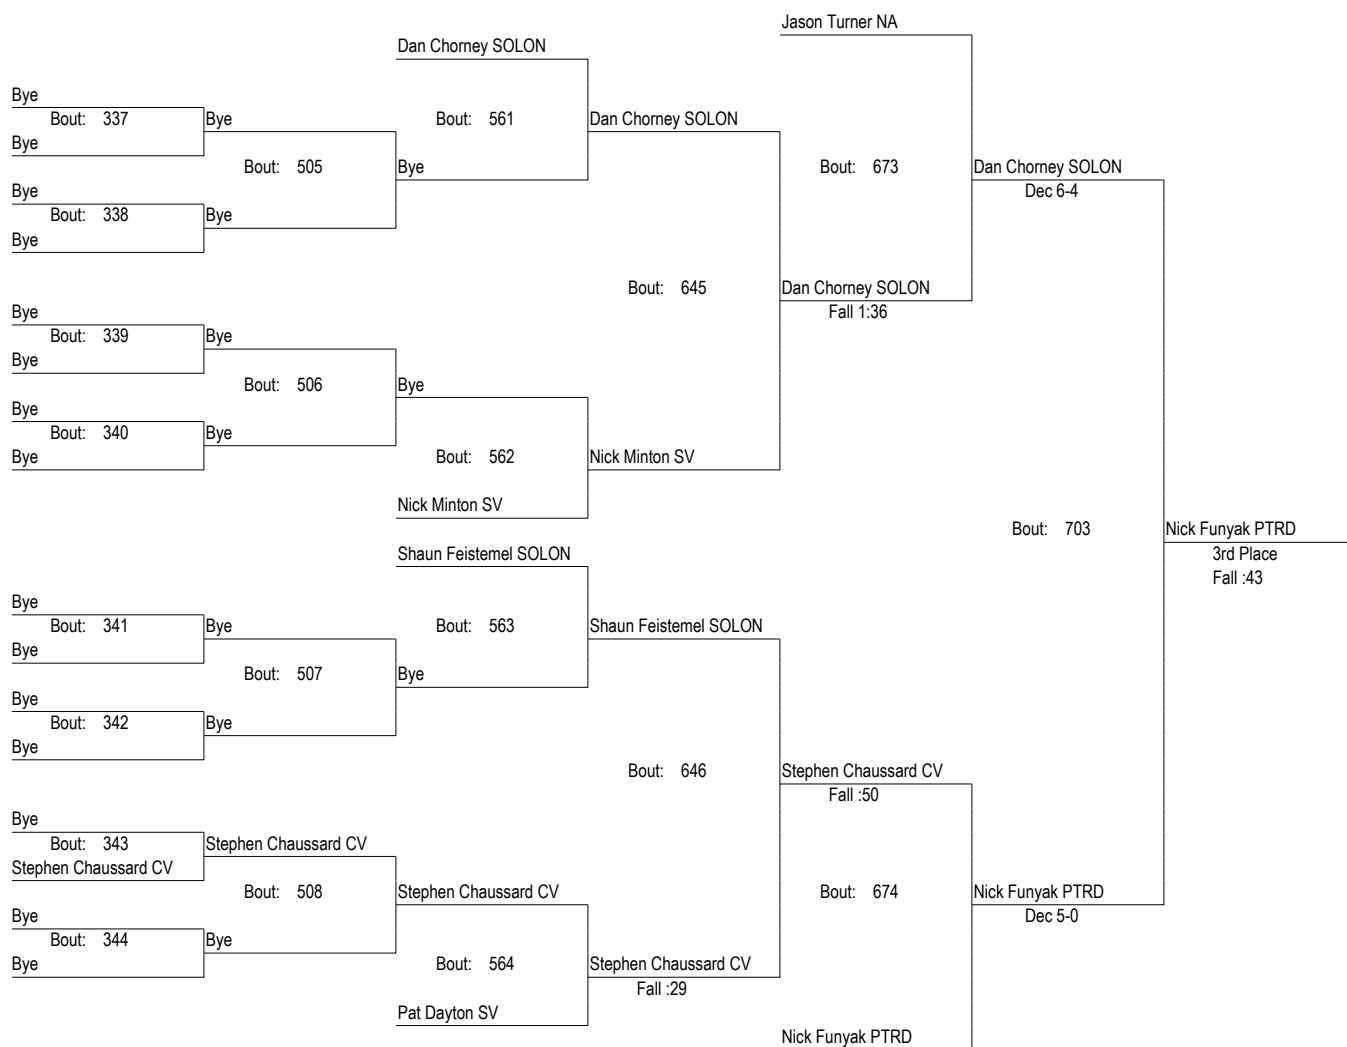 Jason Turner NA
Dan Chorney SOLON
Bye
Bout: 337
Bye
Bye
Bout: 561
Dan Chorney SOLON
Bout: 505
Bye
Bout: 673
Dan Chorney SOLON
Dec 6-4
Bye
Bout: 338
Bye
Bye
Bout: 645
Dan Chorney SOLON
Fall 1:36
Bye
Bout: 339
Bye
Bye
Bout: 506
Bye
Bye
Bout: 340
Bye
Bye
Bout: 562
Nick Minton SV
Nick Minton SV
Bout: 703
Nick Funyak PTRD
3rd Place
Fall :43
Shaun Feistemel SOLON
Bye
Bout: 341
Bye
Bye
Bout: 563
Shaun Feistemel SOLON
Bout: 507
Bye
Bye
Bout: 342
Bye
Bye
Bout: 646
Stephen Chaussard CV
Fall :50
Bye
Bout: 343
Stephen Chaussard CV
Stephen Chaussard CV
Bout: 508
Stephen Chaussard CV
Bout: 674
Nick Funyak PTRD
Dec 5-0
Bye
Bout: 344
Bye
Bye
Bout: 564
Stephen Chaussard CV
Fall :29
Pat Dayton SV
Nick Funyak PTRD